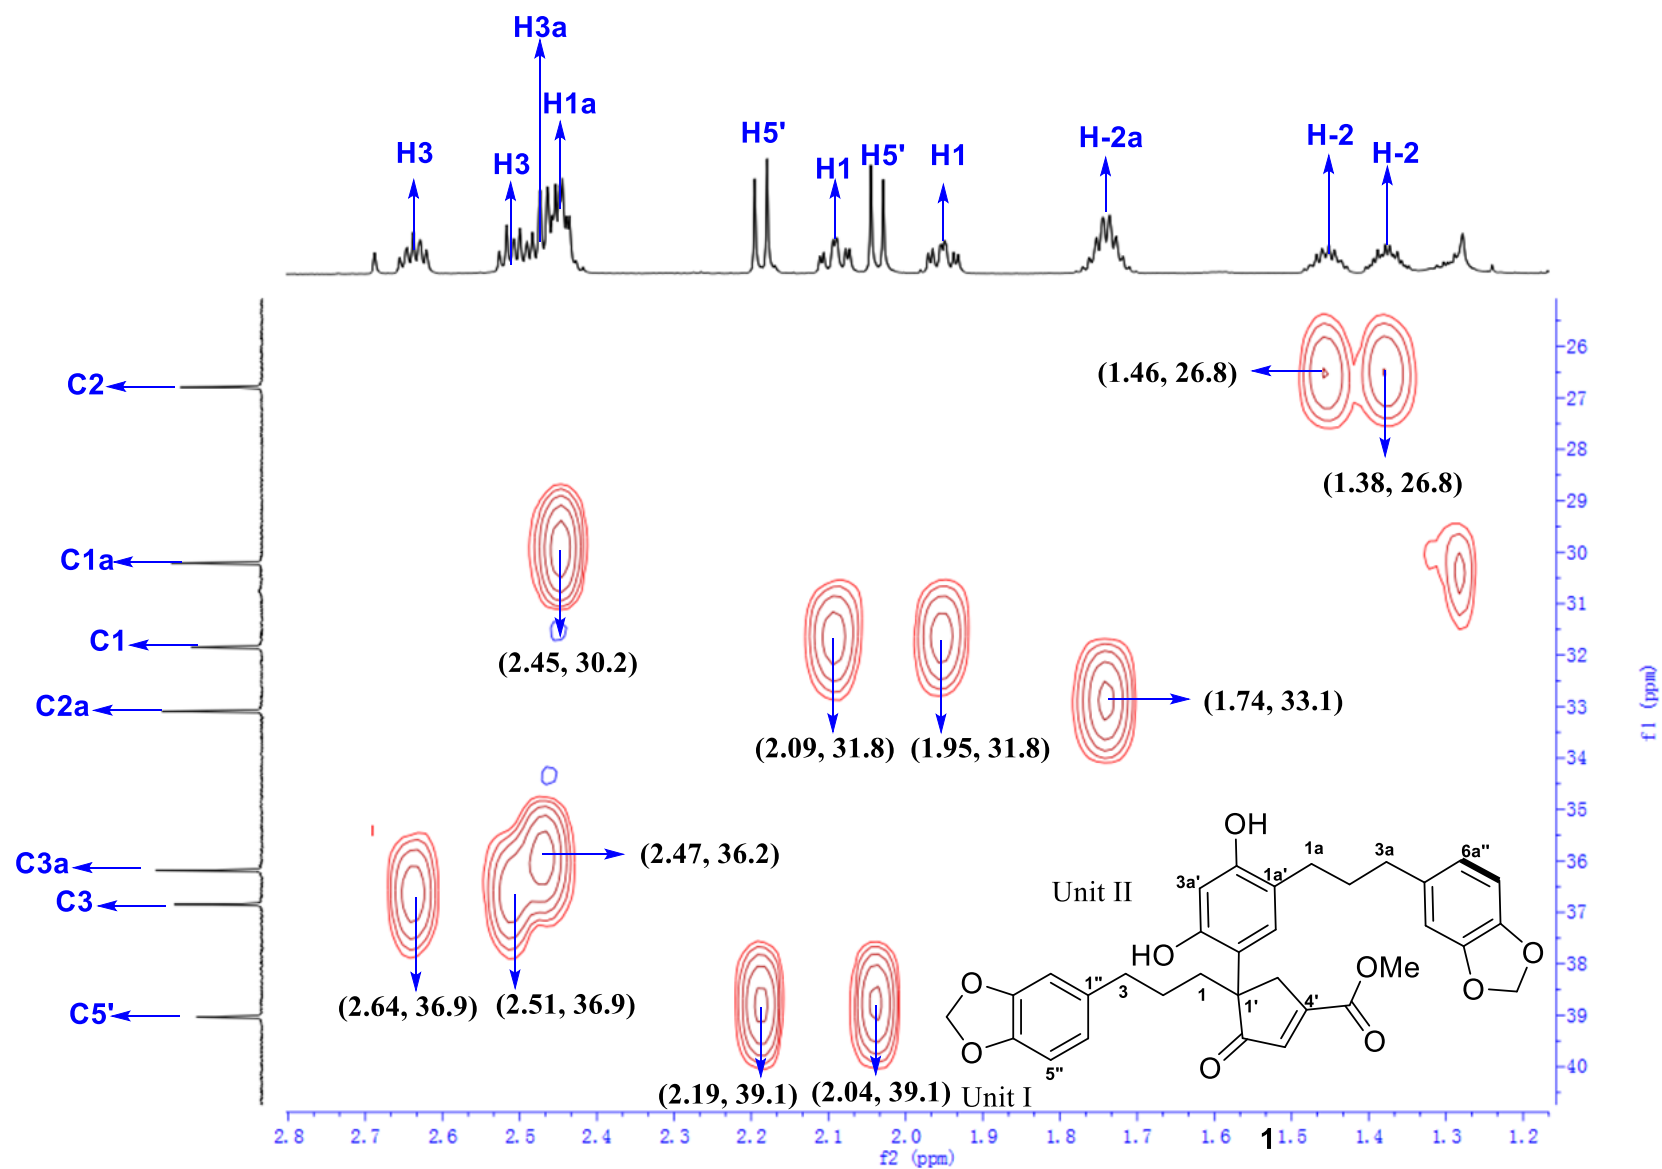 H3a
H1a
H3
H3
H5'
H1
H5'
H1
H-2a
H-2
H-2
C2
C1a
C1
C2a
C3a
C3
C5'
(1.46, 26.8)
(1.38, 26.8)
(2.45, 30.2)
(2.09, 31.8)
(1.95, 31.8)
(1.74, 33.1)
(2.47, 36.2)
(2.64, 36.9)
(2.51, 36.9)
(2.19, 39.1)
(2.04, 39.1)
26
27
28
29
30
31
32
33
34
35
36
37
38
39
40
f1 (ppm)
OH
1a
3a
6a"
3a'
1a'
Unit II
HO
O
O
OMe
O
1"
3
1
1'
4'
O
O
O
5"
Unit I
1
2.8 2.7 2.6 2.5 2.4 2.3 2.2 2.1 2.0 1.9 1.8 1.7 1.6 1.5 1.4 1.3 1.2
f2 (ppm)